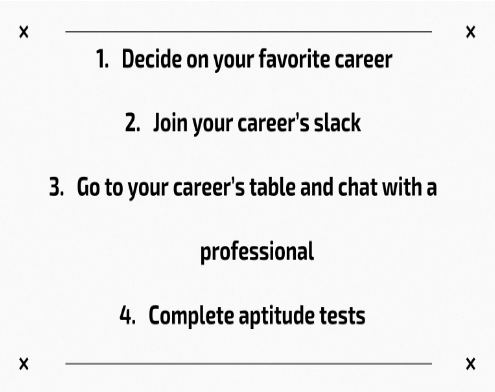 x x
1. Decide on your favorite career
2. Join your career's slack
3. Go to your career's table and chat with a
professional
4. Complete aptitude tests
x x